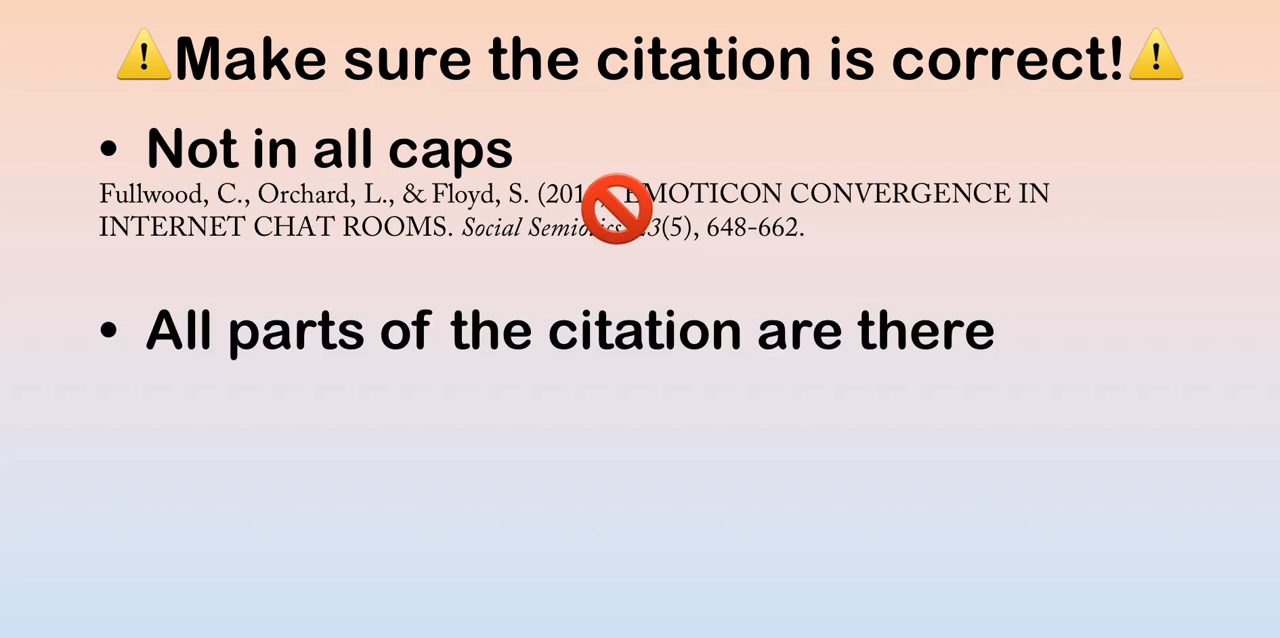 ⚠️Make sure the citation is correct!⚠️
• Not in all caps
Fullwood, C., Orchard, L., & Floyd, S. CONVERGENCE IN
INTERNET CHAT ROOMS. Social (5), 648-662.
• All parts of the citation are there